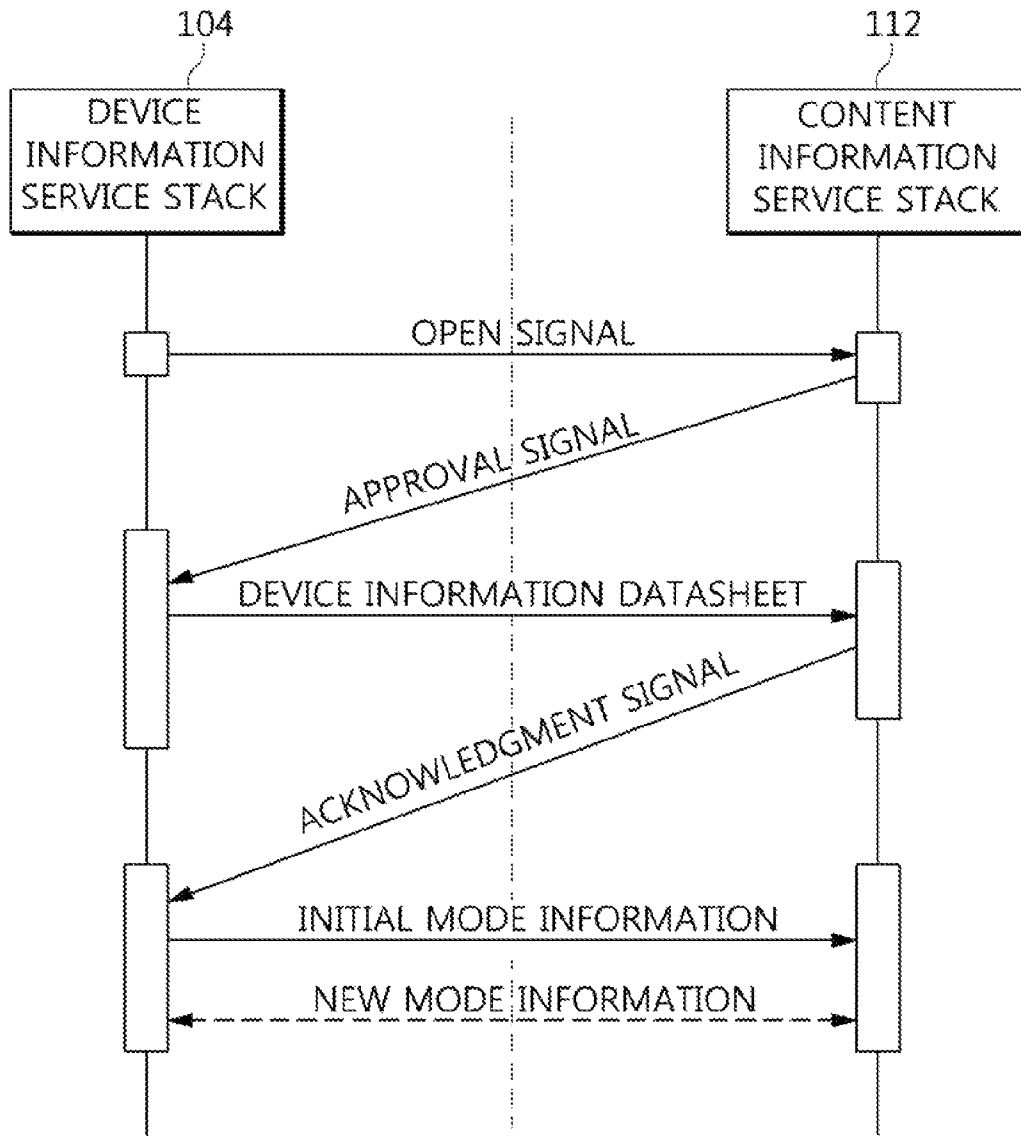 104
112
DEVICE
INFORMATION
SERVICE STACK
CONTENT
INFORMATION
SERVICE STACK
OPEN SIGNAL
APPROVAL SIGNAL
DEVICE INFORMATION DATASHEET
ACKNOWLEDGMENT SIGNAL
INITIAL MODE INFORMATION
NEW MODE INFORMATION